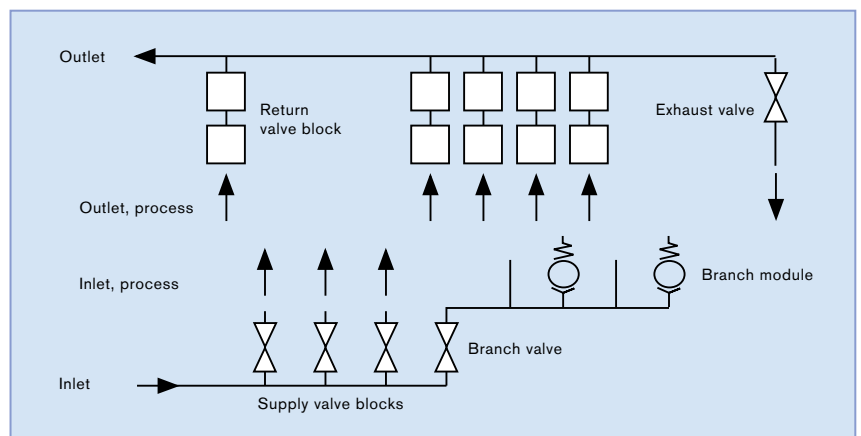 Outlet
Return
valve block
Exhaust valve
Outlet, process
Inlet, process
Branch module
Branch valve
Inlet
Supply valve blocks